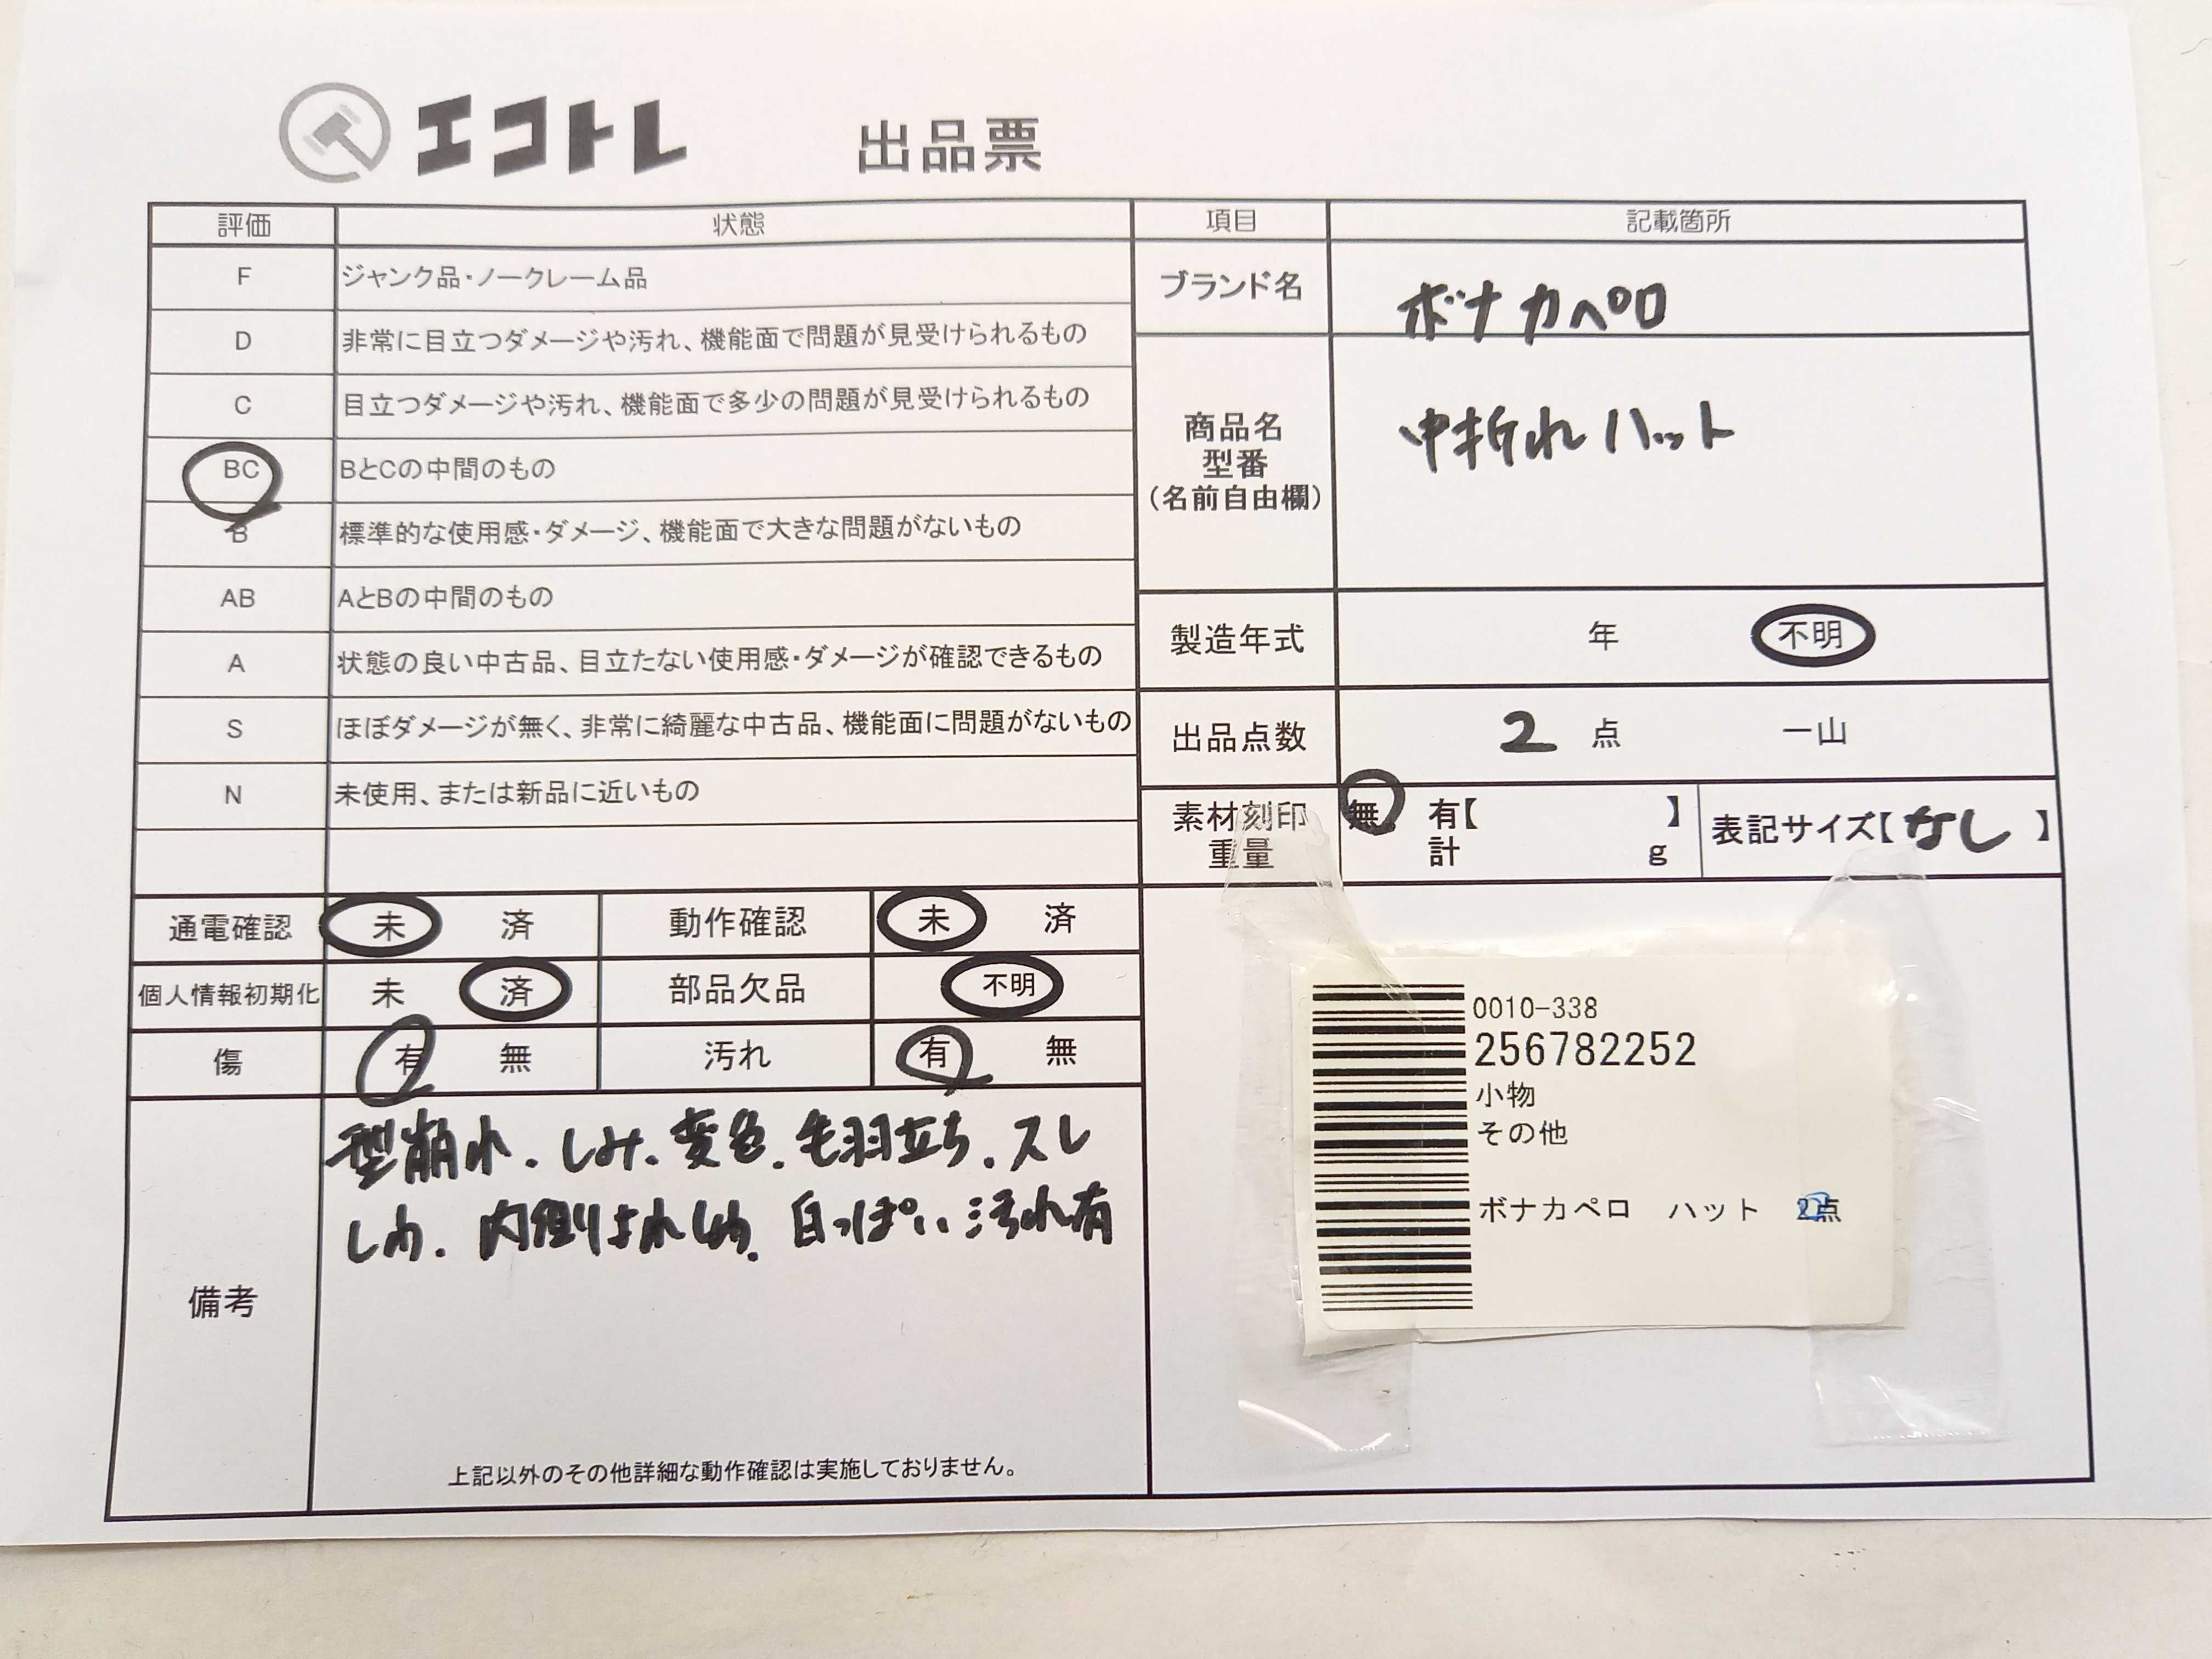 エコトレ 出品票
評価 状態
F ジャンク品・ノークレーム品
D 非常に目立つダメージや汚れ、機能面で問題が見受けられるもの
C 目立つダメージや汚れ、機能面で多少の問題が見受けられるもの
BC BとCの中間のもの
B 標準的な使用感・ダメージ、機能面で大きな問題がないもの
AB AとBの中間のもの
A 状態の良い中古品、目立たない使用感・ダメージが確認できるもの
S ほぼダメージが無く、非常に綺麗な中古品、機能面に問題がないもの
N 未使用、または新品に近いもの
通電確認 未 済 動作確認 未 済
個人情報初期化 未 済 部品欠品 不明
傷 有 無 汚れ 有 無
備考
型崩れ.しみ.変色.毛羽立ち.スレ
しわ.内側よれしわ.白っぽい汚れ有
上記以外のその他詳細な動作確認は実施しておりません。
項目 記載箇所
ブランド名 ボナカペロ
商品名
型番
(名前自由欄)
中折れハット
製造年式 年 不明
出品点数 2 点 一山
素材刻印 無 有【 】
重量 計 g
表記サイズ【なし】
0010-338
256782252
小物
その他
ボナカペロ ハット 2点